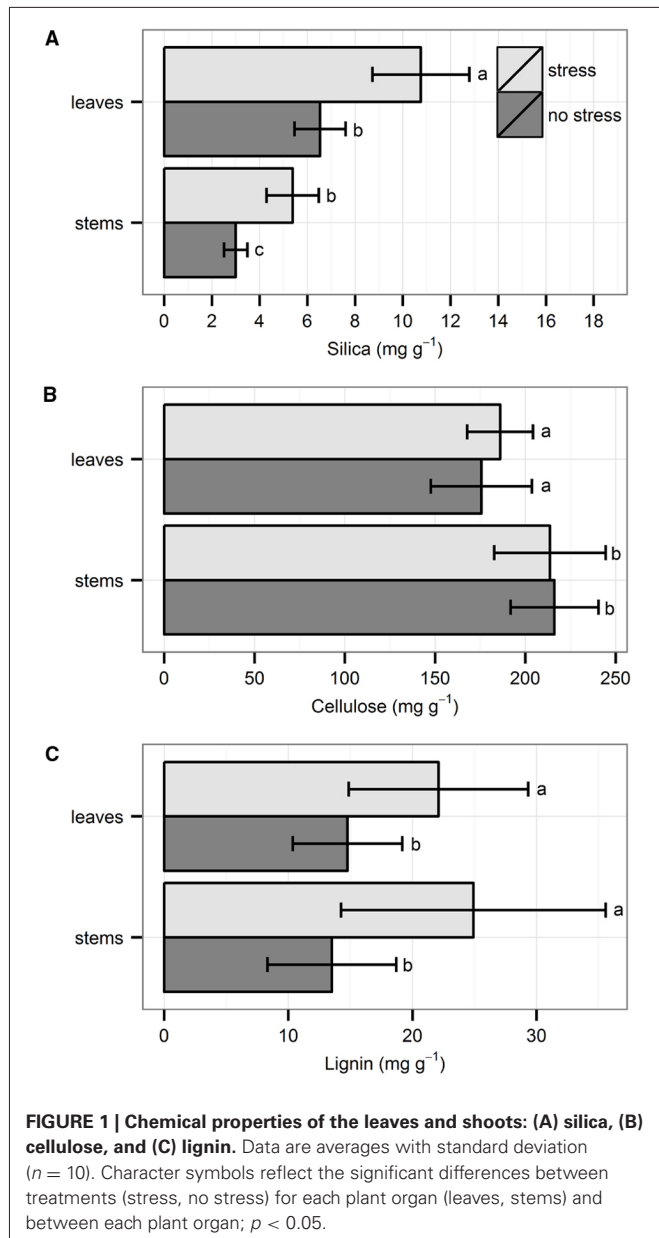 A
stress
no stress
leaves
a
b
stems
b
c
0 2 4 6 8 10 12 14 16 18
Silica (mg g⁻¹)
B
leaves
a
a
stems
b
b
0 50 100 150 200 250
Cellulose (mg g⁻¹)
C
leaves
a
b
stems
a
b
0 10 20 30
Lignin (mg g⁻¹)
FIGURE 1 | Chemical properties of the leaves and shoots: (A) silica, (B)
cellulose, and (C) lignin. Data are averages with standard deviation
(n = 10). Character symbols reflect the significant differences between
treatments (stress, no stress) for each plant organ (leaves, stems) and
between each plant organ; p < 0.05.